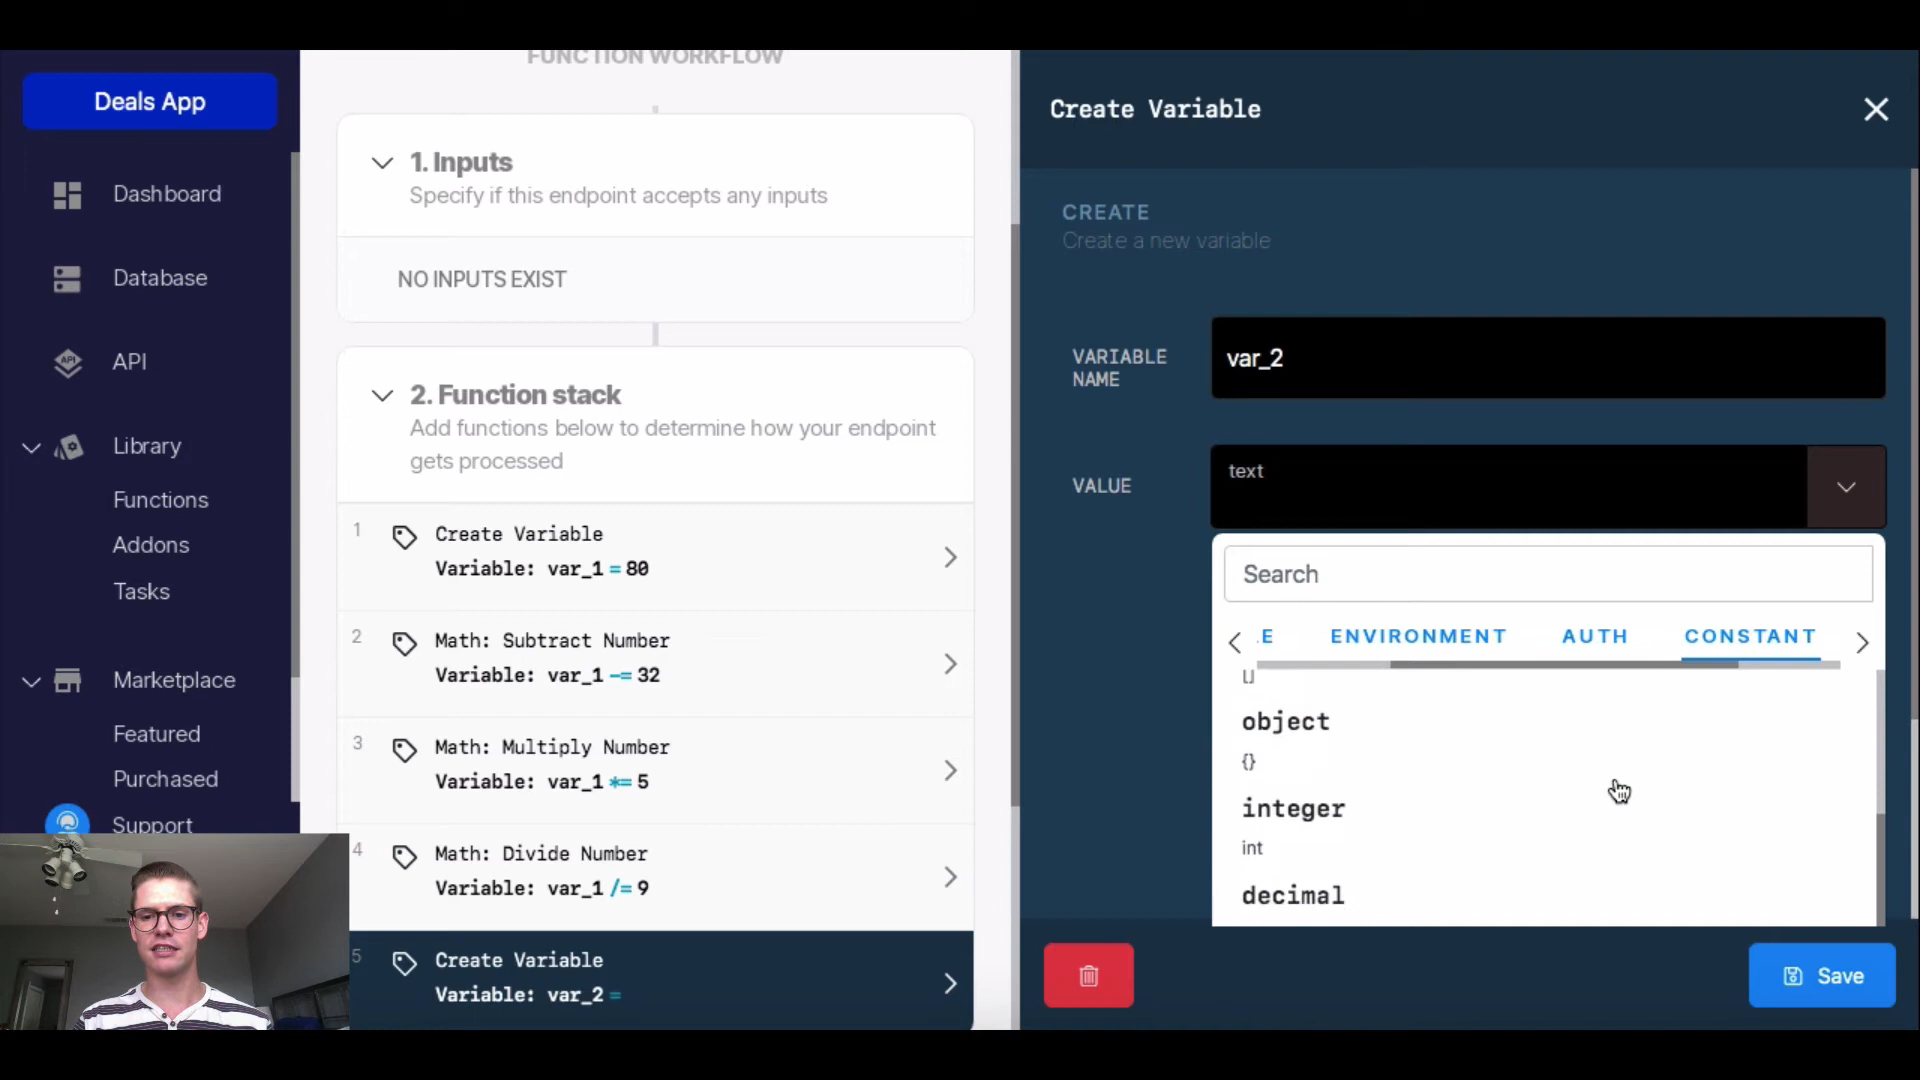 Deals App
Dashboard
Database
API
API
Library
Functions
Addons
Tasks
Marketplace
Featured
Purchased
Support
FUNCTION WORKFLOW
1. Inputs
Specify if this endpoint accepts any inputs
NO INPUTS EXIST
2. Function stack
Add functions below to determine how your endpoint
gets processed
1
Create Variable
Variable: var_1 = 80
2
Math: Subtract Number
Variable: var_1 -= 32
3
Math: Multiply Number
Variable: var_1 *= 5
4
Math: Divide Number
Variable: var_1 /= 9
5
Create Variable
Variable: var_2 =
Create Variable
CREATE
Create a new variable
VARIABLE
NAME
var_2
VALUE
text
Search
.E ENVIRONMENT AUTH CONSTANT
[]
object
{}
integer
int
decimal
Save